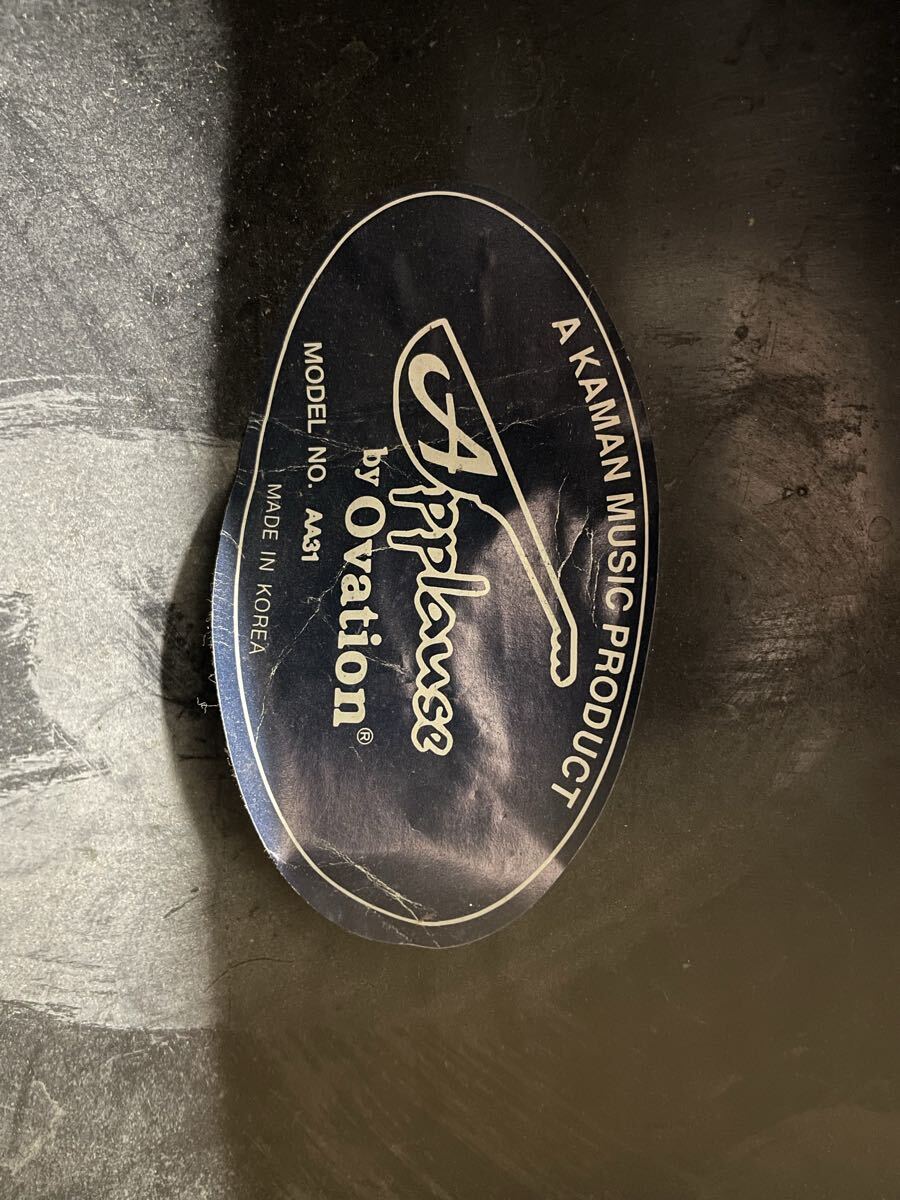 A KAMAN MUSIC PRODUCT
Applause
by Ovation®
MODEL NO. AA31
MADE IN KOREA